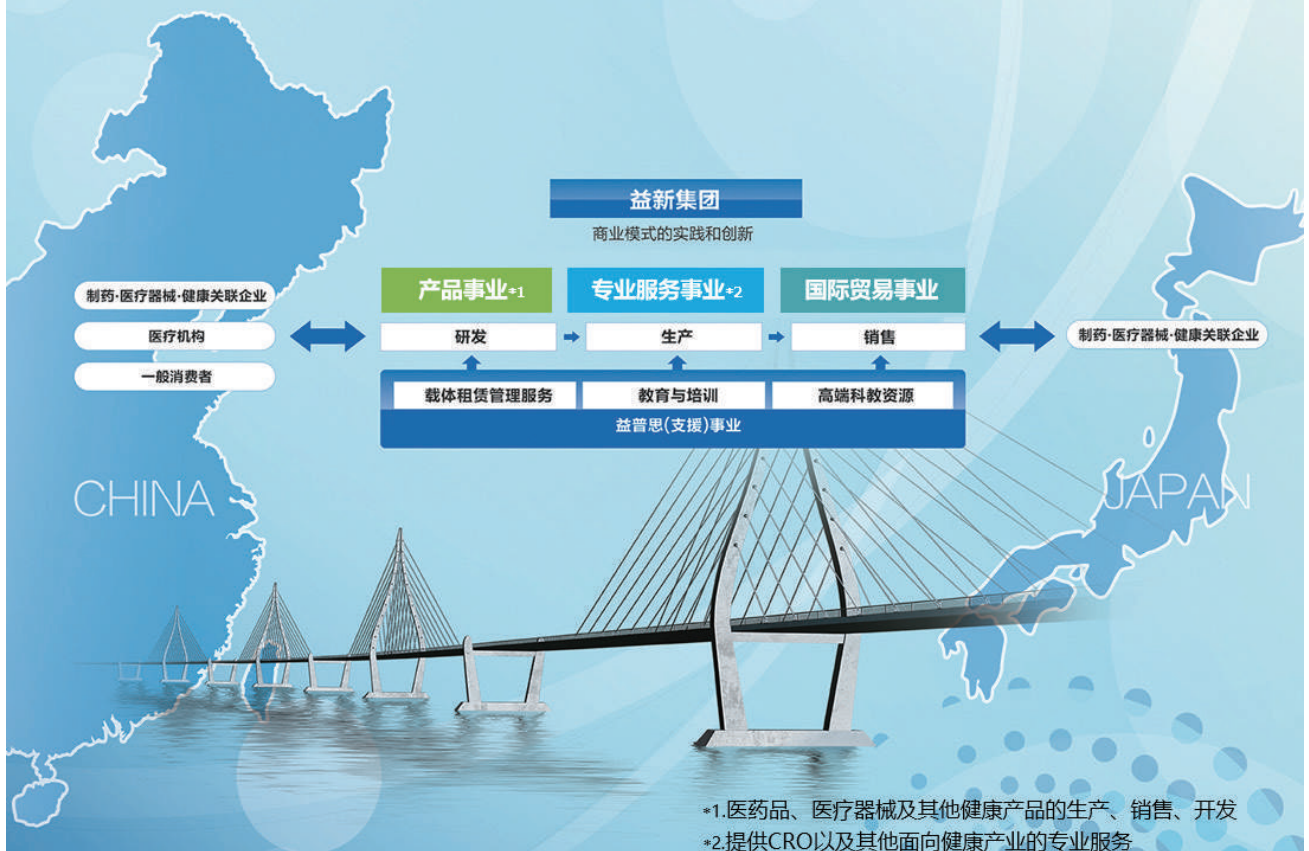 益新集团
商业模式的实践和创新
产品事业*1
专业服务事业*2
国际贸易事业
制药·医疗器械·健康关联企业
医疗机构
一般消费者
研发
生产
销售
制药·医疗器械·健康关联企业
载体租赁管理服务
教育与培训
高端科教资源
益普思(支援)事业
CHINA
JAPAN
*1.医药品、医疗器械及其他健康产品的生产、销售、开发
*2.提供CRO以及其他面向健康产业的专业服务